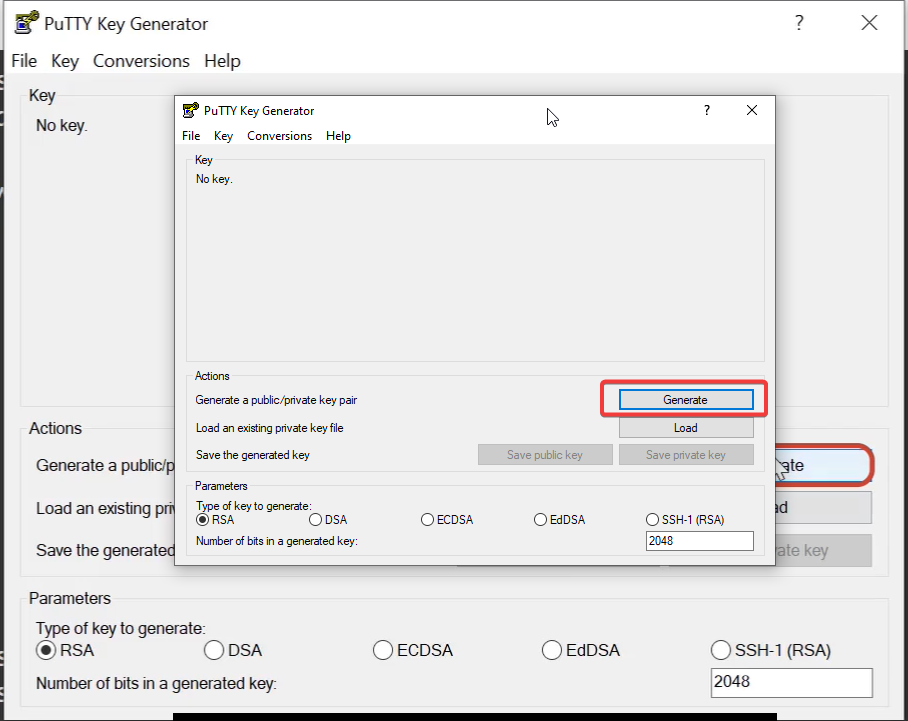 PuTTY Key Generator ?
File Key Conversions Help
Key
No key.
PuTTY Key Generator ?
File Key Conversions Help
Key
No key.
Actions
Generate a public/private key pair Generate
Load an existing private key file Load
Save the generated key Save public key Save private key
Parameters
Type of key to generate:
RSA DSA ECDSA EdDSA SSH-1 (RSA)
Number of bits in a generated key: 2048
Actions
Generate a public/p ate
Load an existing pri ad
Save the generated ate key
Parameters
Type of key to generate:
RSA DSA ECDSA EdDSA SSH-1 (RSA)
Number of bits in a generated key: 2048